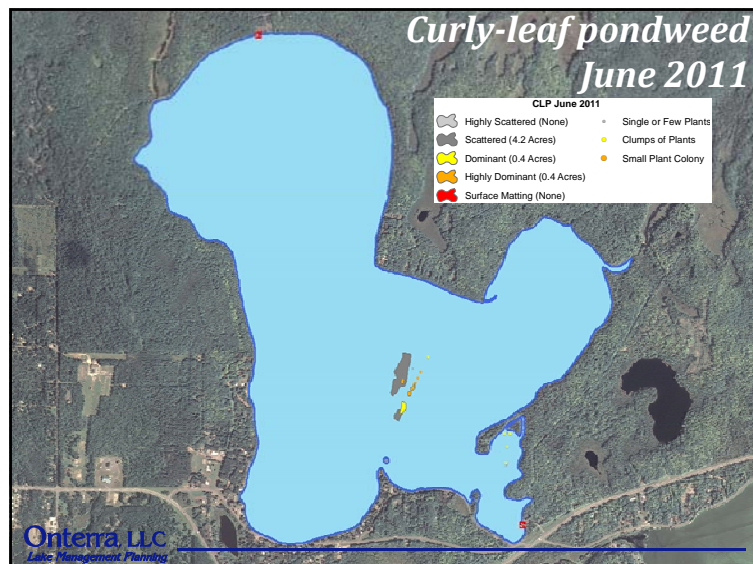 Curly-leaf pondweed
June 2011
CLP June 2011
Highly Scattered (None)
Scattered (4.2 Acres)
Dominant (0.4 Acres)
Highly Dominant (0.4 Acres)
Surface Matting (None)
Single or Few Plants
Clumps of Plants
Small Plant Colony
Onterra, LLC
Lake Management Planning